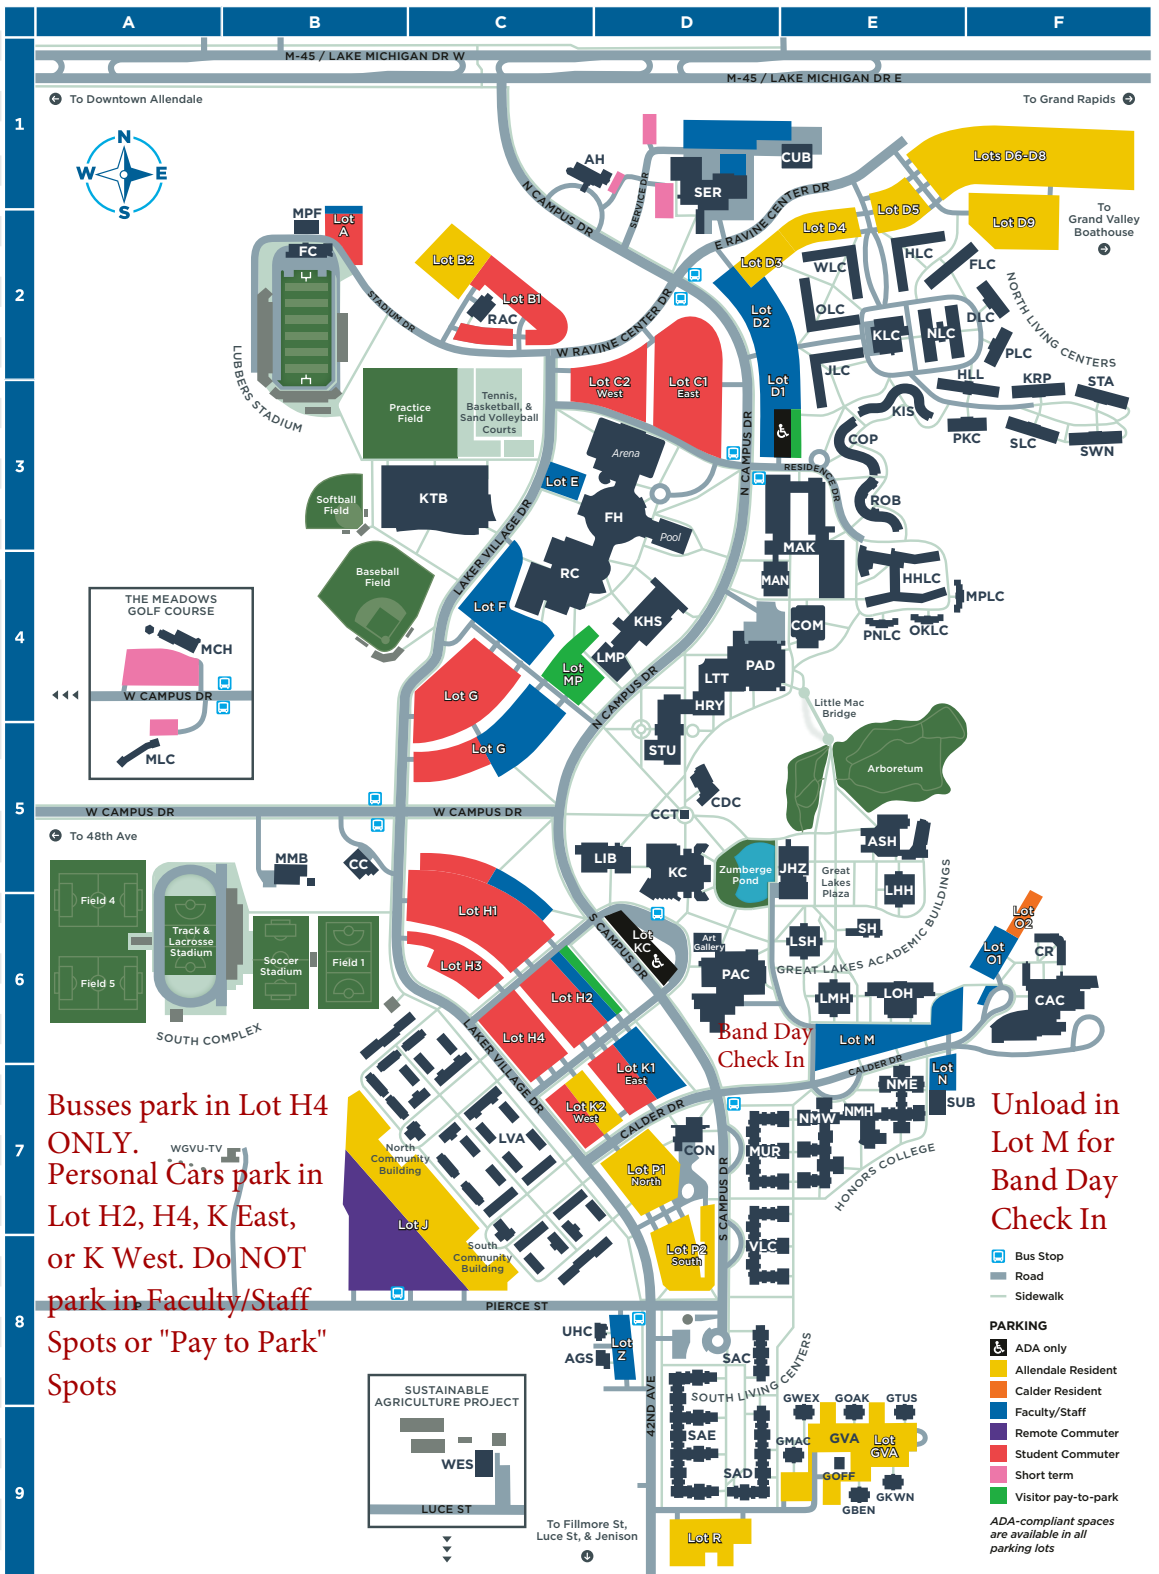 A
B
C
D
E
F
M-45 / LAKE MICHIGAN DR W
M-45 / LAKE MICHIGAN DR E
To Downtown Allendale
To Grand Rapids
1
N
W
E
S
AH
CUB
SER
SERVICE DR
N CAMPUS DR
E RAVINE CENTER DR
Lots D6-D8
Lot D5
Lot D9
Lot D4
Lot D3
To
Grand Valley
Boathouse
MPF
Lot
A
FC
2
Lot B2
Lot B1
RAC
STADIUM DR
LUBBERS STADIUM
W RAVINE CENTER DR
Lot
D2
WLC
HLC
FLC
OLC
DLC
KLC
NLC
PLC
JLC
NORTH LIVING CENTERS
Lot C2
West
Lot C1
East
Lot
D1
HLL
KRP
STA
KIS
PKC
SLC
SWN
COP
Practice
Field
Tennis,
Basketball, &
Sand Volleyball
Courts
3
Arena
N CAMPUS DR
RESIDENCE DR
Lot E
KTB
Softball
Field
FH
Pool
ROB
LAKER VILLAGE DR
MAK
Baseball
Field
RC
MAN
HHLC
MPLC
THE MEADOWS
GOLF COURSE
MCH
W CAMPUS DR
MLC
4
Lot F
KHS
COM
PNLC
OKLC
LMP
Lot
MP
PAD
LTT
Lot G
N CAMPUS DR
HRY
Little Mac
Bridge
STU
Lot G
Arboretum
CDC
5
W CAMPUS DR
W CAMPUS DR
CCT
To 48th Ave
MMB
CC
LIB
KC
Zumberge
Pond
JHZ
Great
Lakes
Plaza
ASH
LHH
GREAT LAKES ACADEMIC BUILDINGS
Field 4
Track &
Lacrosse
Stadium
Soccer
Stadium
Field 1
Field 5
SOUTH COMPLEX
6
Lot H1
Lot H3
Lot H2
Lot H4
S CAMPUS DR
Lot
KC
Art
Gallery
PAC
LSH
SH
LMH
LOH
Lot
O2
Lot
O1
CR
CAC
Band Day
Check In
Lot M
CALDER DR
LAKER VILLAGE DR
Lot K1
East
Lot K2
West
CALDER DR
Lot
N
NME
SUB
Busses park in Lot H4
ONLY.
Personal Cars park in
Lot H2, H4, K East,
or K West. Do NOT
park in Faculty/Staff
Spots or "Pay to Park"
Spots
WGVU-TV
Unload in
Lot M for
Band Day
Check In
7
North
Community
Building
LVA
CON
MUR
NMW
NMH
HONORS COLLEGE
Lot P1
North
S CAMPUS DR
Lot J
South
Community
Building
Lot P2
South
VLC
Bus Stop
Road
Sidewalk
PARKING
ADA only
Allendale Resident
Calder Resident
Faculty/Staff
Remote Commuter
Student Commuter
Short term
Visitor pay-to-park
ADA-compliant spaces
are available in all
parking lots
8
P
PIERCE ST
UHC
AGS
Lot
Z
SAC
SOUTH LIVING CENTERS
42ND AVE
SUSTAINABLE
AGRICULTURE PROJECT
WES
LUCE ST
SAE
SAD
GWEX
GOAK
GTUS
GMAC
GVA
Lot
GVA
GOFF
GKWN
GBEN
9
To Fillmore St,
Luce St, & Jenison
Lot R